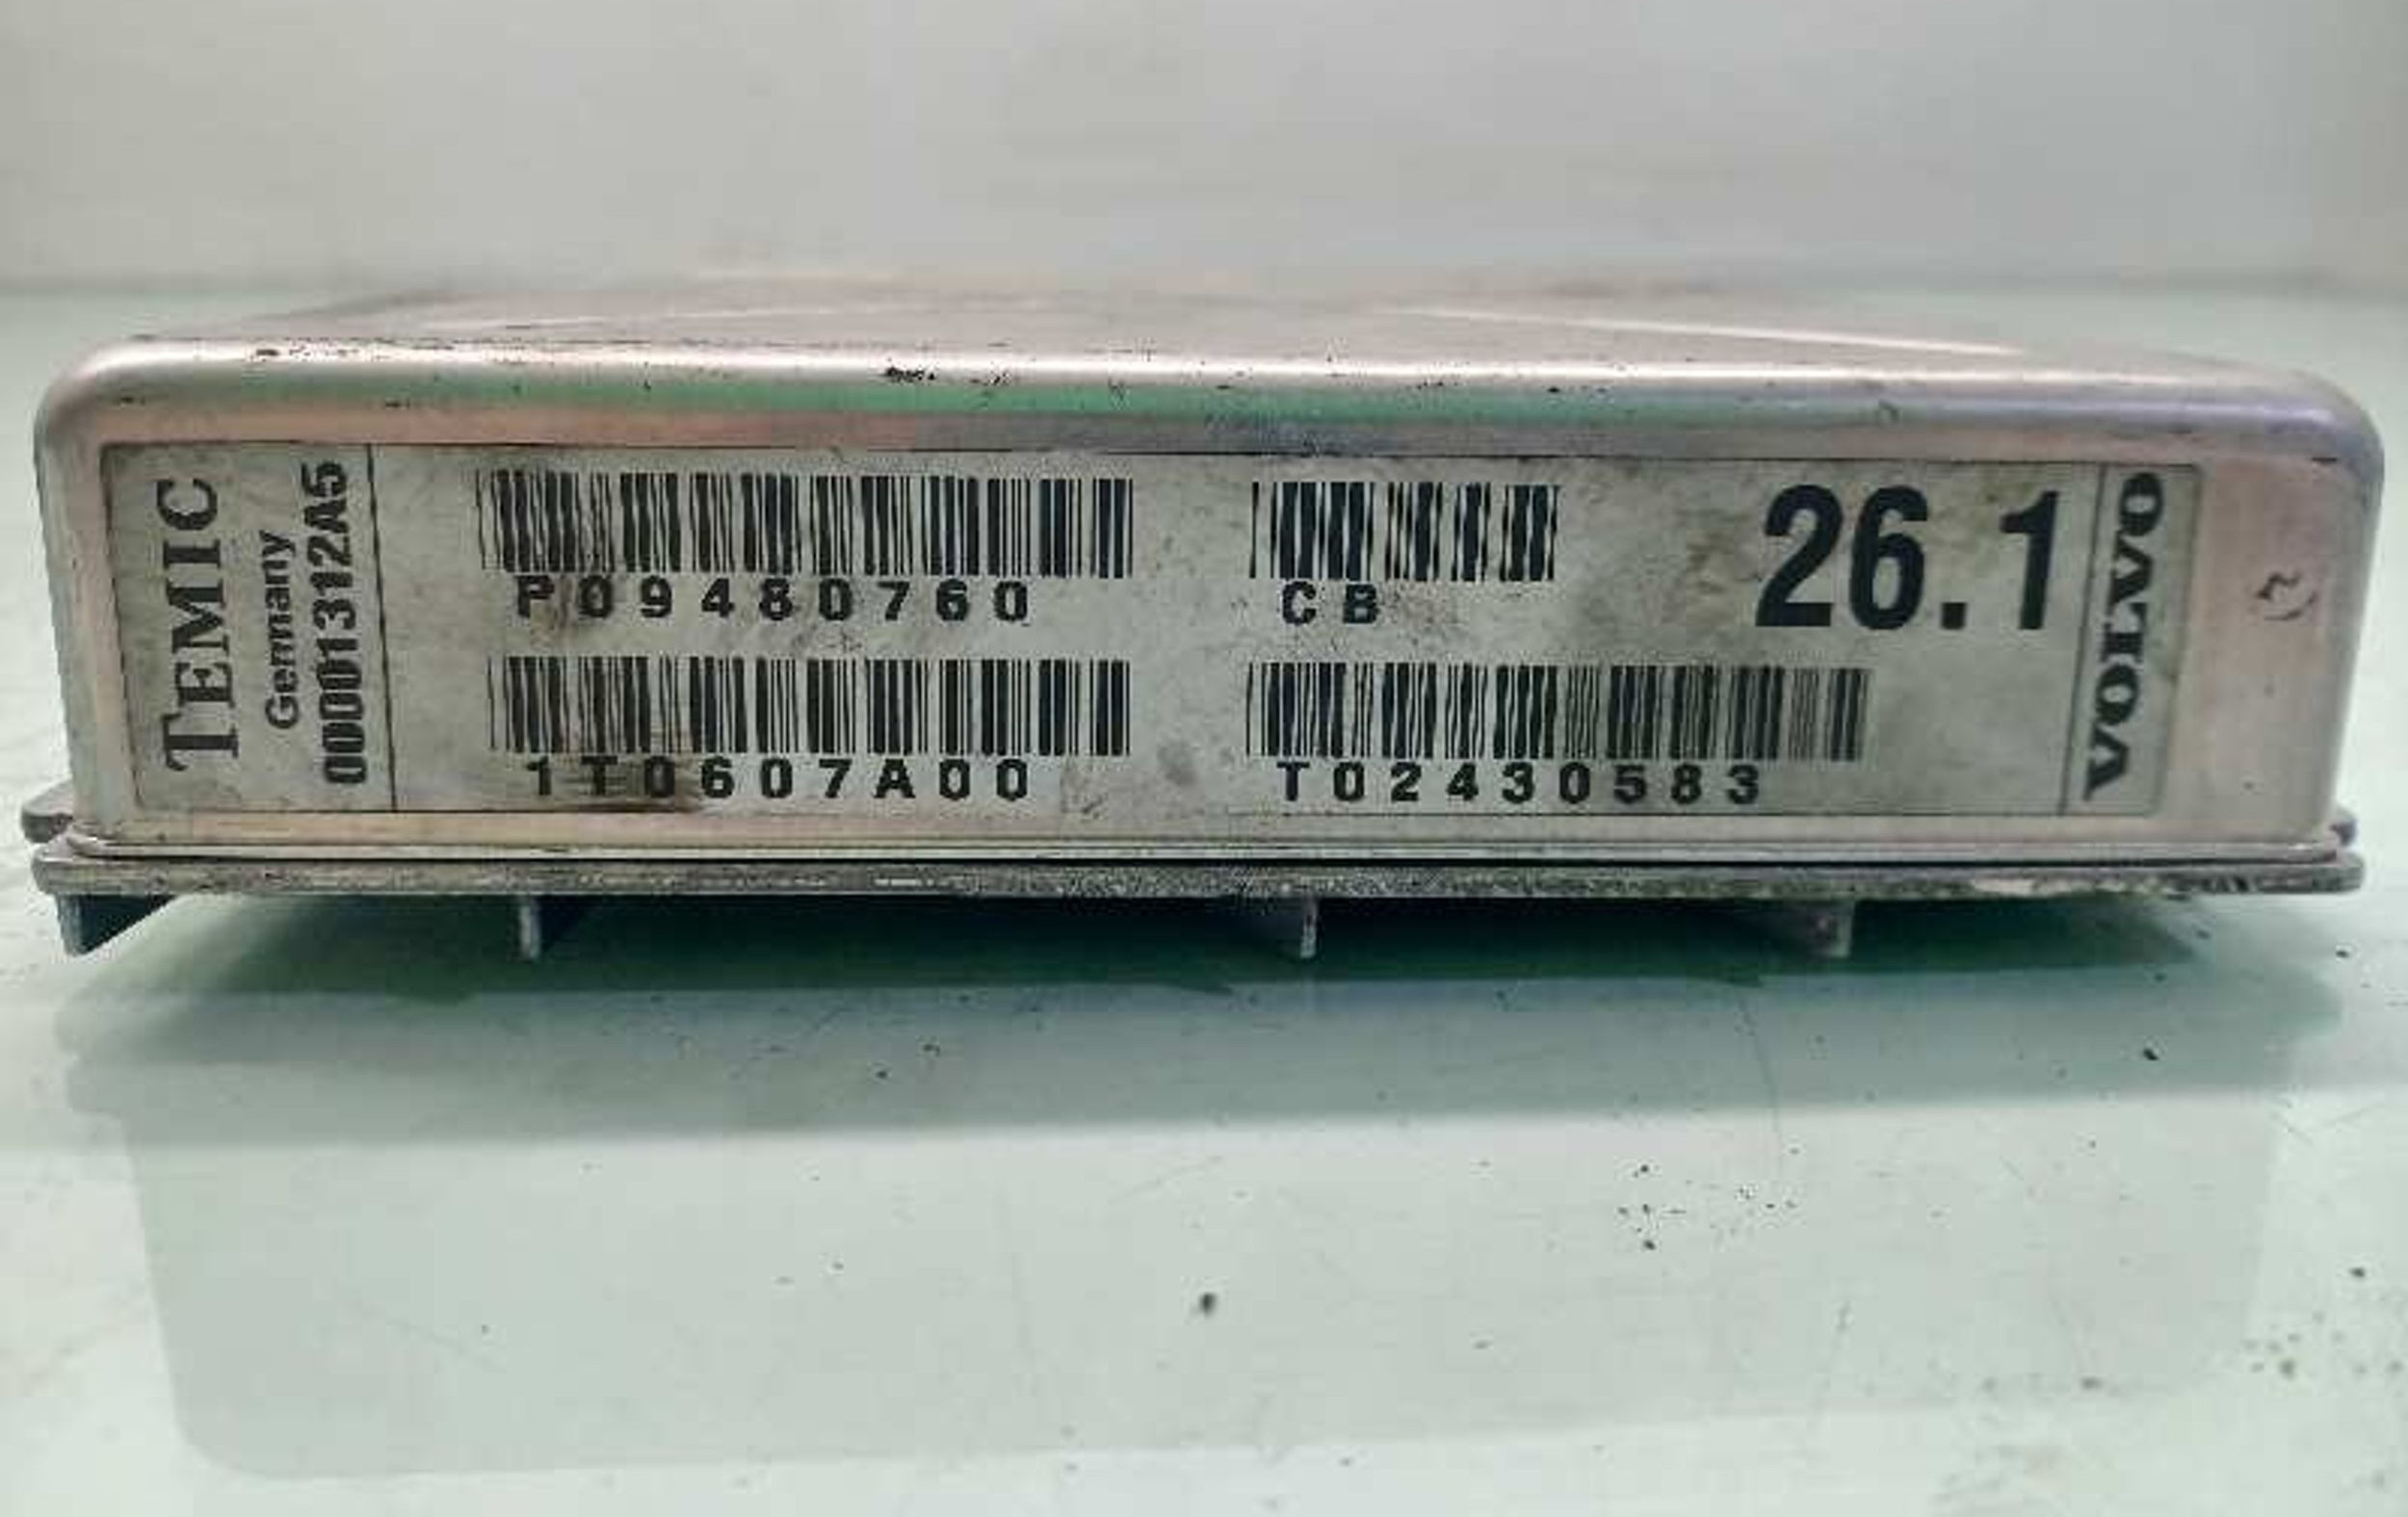 TEMIC
Germany
00001312A5
P09480760
CB
26.1
1T0607A00
T02430583
VOLVO